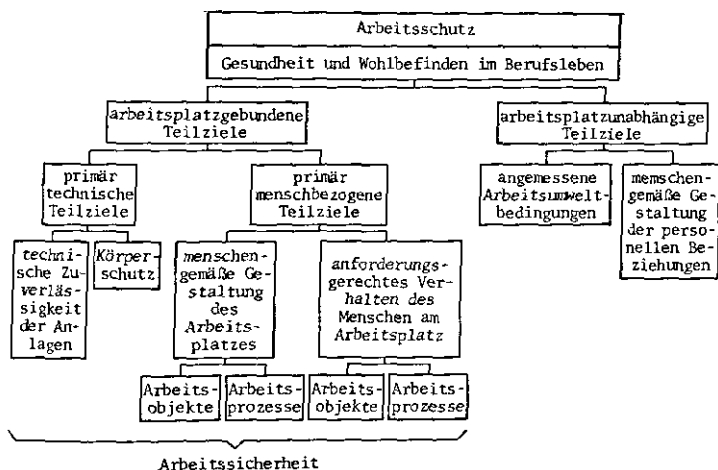 Arbeitsschutz
Gesundheit und Wohlbefinden im Berufsleben
arbeitsplatzgebundene
Teilziele
arbeitsplatzunabhängige
Teilziele
primär
technische
Teilziele
primär
menschbezogene
Teilziele
angemessene
Arbeitsumwelt-
bedingungen
memschen-
gemäße Ge-
staltung
der perso-
nellen Be-
ziehungen
techni-
sche Zu-
verläs-
sigkeit
der An-
lagen
Körper-
schutz
menschen-
gemäße Ge-
staltung
des
Arbeits-
platzes
anforderungs-
gerechtes Ver-
halten des
Menschen am
Arbeitsplatz
Arbeits-
objekte
Arbeits-
prozesse
Arbeits-
objekte
Arbeits-
prozesse
Arbeitssicherheit